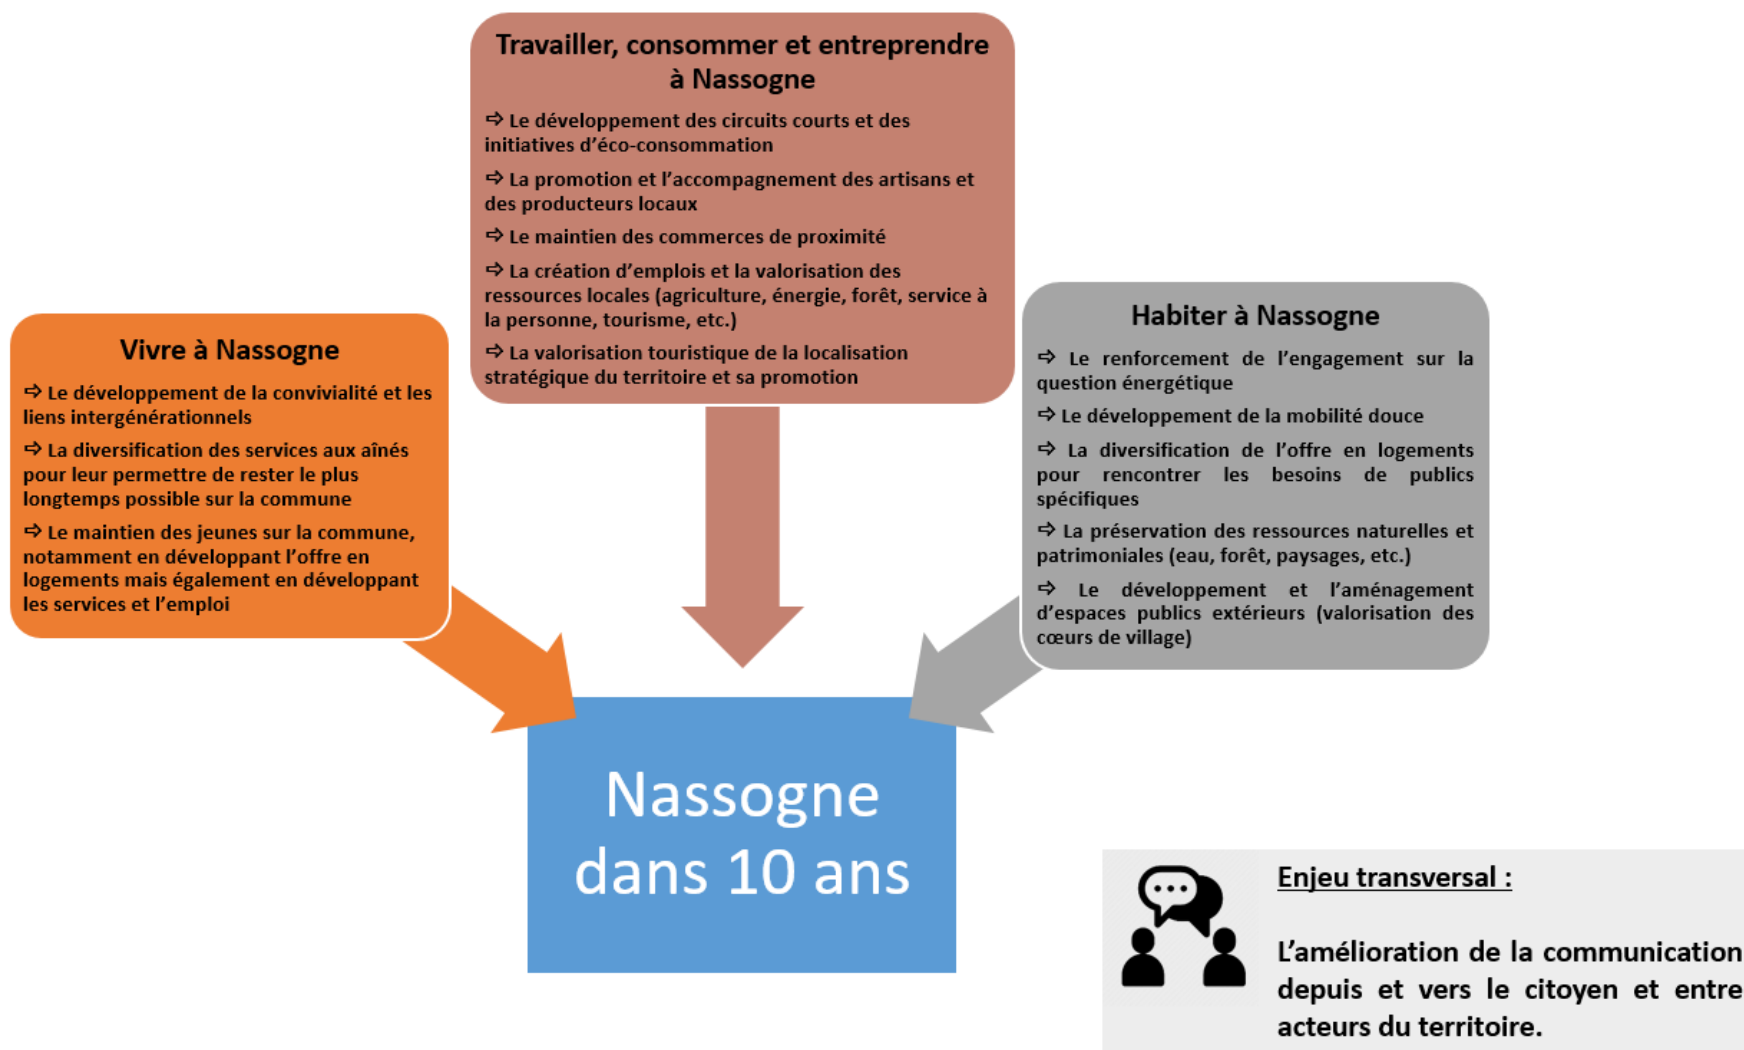 Travailler, consommer et entreprendre
à Nassogne
⇨ Le développement des circuits courts et des
initiatives d’éco-consommation
⇨ La promotion et l’accompagnement des artisans et
des producteurs locaux
⇨ Le maintien des commerces de proximité
⇨ La création d’emplois et la valorisation des
ressources locales (agriculture, énergie, forêt, service à
la personne, tourisme, etc.)
⇨ La valorisation touristique de la localisation
stratégique du territoire et sa promotion
Vivre à Nassogne
⇨ Le développement de la convivialité et les
liens intergénérationnels
⇨ La diversification des services aux aînés
pour leur permettre de rester le plus
longtemps possible sur la commune
⇨ Le maintien des jeunes sur la commune,
notamment en développant l’offre en
logements mais également en développant
les services et l’emploi
Habiter à Nassogne
⇨ Le renforcement de l’engagement sur la
question énergétique
⇨ Le développement de la mobilité douce
⇨ La diversification de l’offre en logements
pour rencontrer les besoins de publics
spécifiques
⇨ La préservation des ressources naturelles et
patrimoniales (eau, forêt, paysages, etc.)
⇨ Le développement et l’aménagement
d’espaces publics extérieurs (valorisation des
cœurs de village)
Nassogne
dans 10 ans
Enjeu transversal :
L’amélioration de la communication
depuis et vers le citoyen et entre
acteurs du territoire.